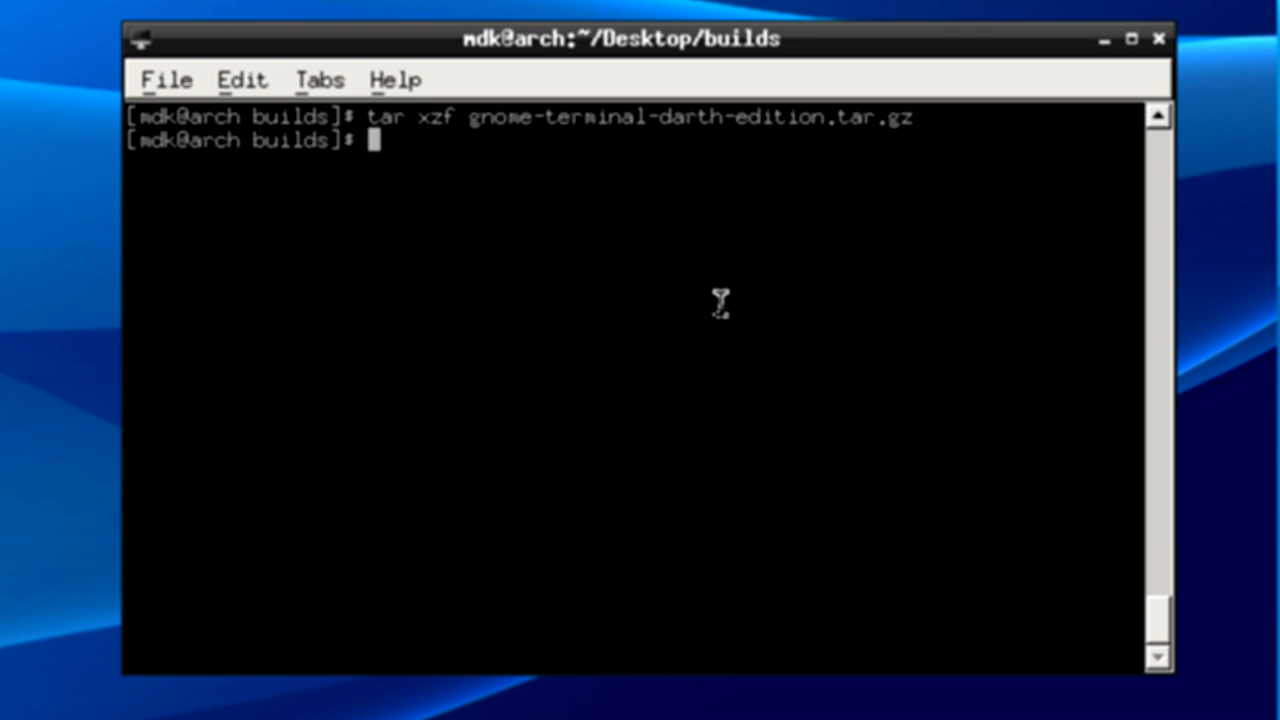 mdk@arch:~/Desktop/builds
File Edit Tabs Help
[mdk@arch builds]$ tar xzf gnome-terminal-darth-edition.tar.gz
[mdk@arch builds]$